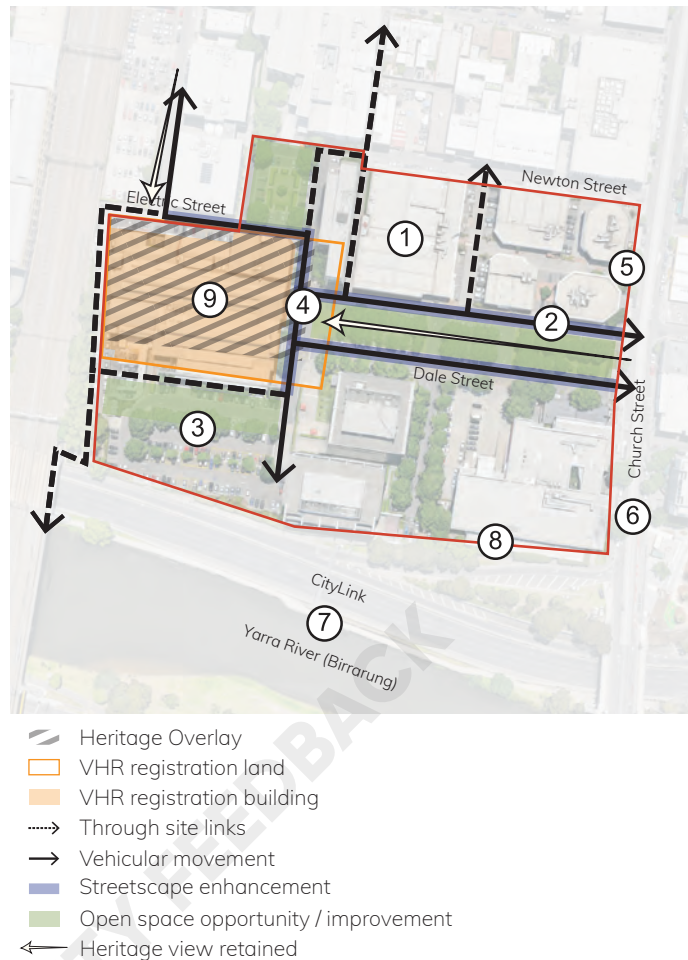 Newton Street
Electric Street
1
5
9
4
2
Dale Street
Church Street
3
6
8
CityLink
7
Yarra River (Birrarung)
Heritage Overlay
VHR registration land
VHR registration building
Through site links
Vehicular movement
Streetscape enhancement
Open space opportunity / improvement
Heritage view retained
TY FEEDBACK